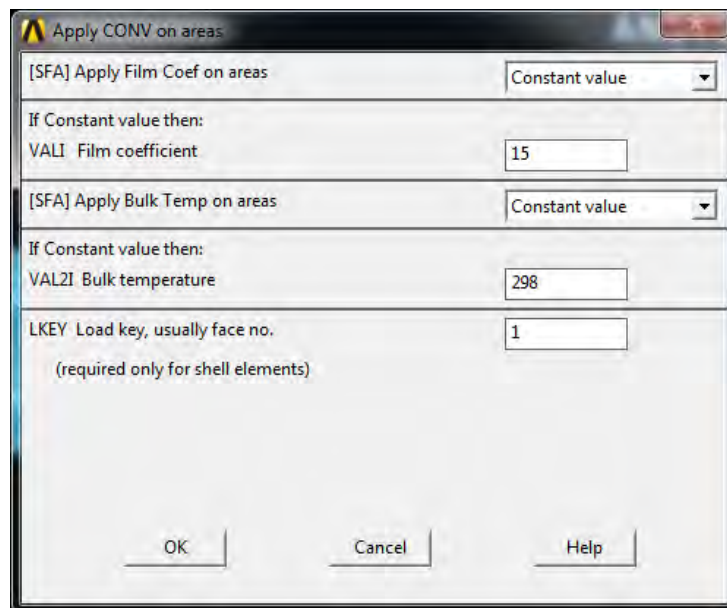 Apply CONV on areas
[SFA] Apply Film Coef on areas
Constant value
If Constant value then:
VALI Film coefficient
15
[SFA] Apply Bulk Temp on areas
Constant value
If Constant value then:
VAL2I Bulk temperature
298
LKEY Load key, usually face no.
1
(required only for shell elements)
OK Cancel Help